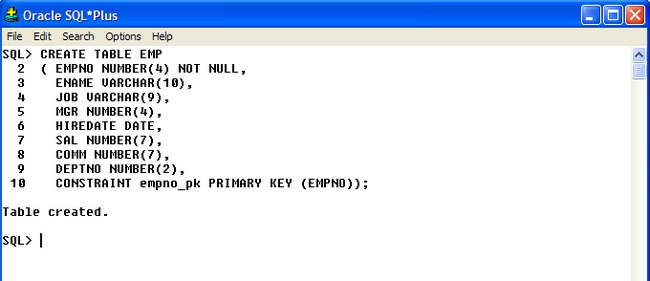 Oracle SQL*Plus
File Edit Search Options Help
SQL> CREATE TABLE EMP
2 ( EMPNO NUMBER(4) NOT NULL,
3 ENAME VARCHAR(10),
4 JOB VARCHAR(9),
5 MGR NUMBER(4),
6 HIREDATE DATE,
7 SAL NUMBER(7),
8 COMM NUMBER(7),
9 DEPTNO NUMBER(2),
10 CONSTRAINT empno_pk PRIMARY KEY (EMPNO));
Table created.
SQL>